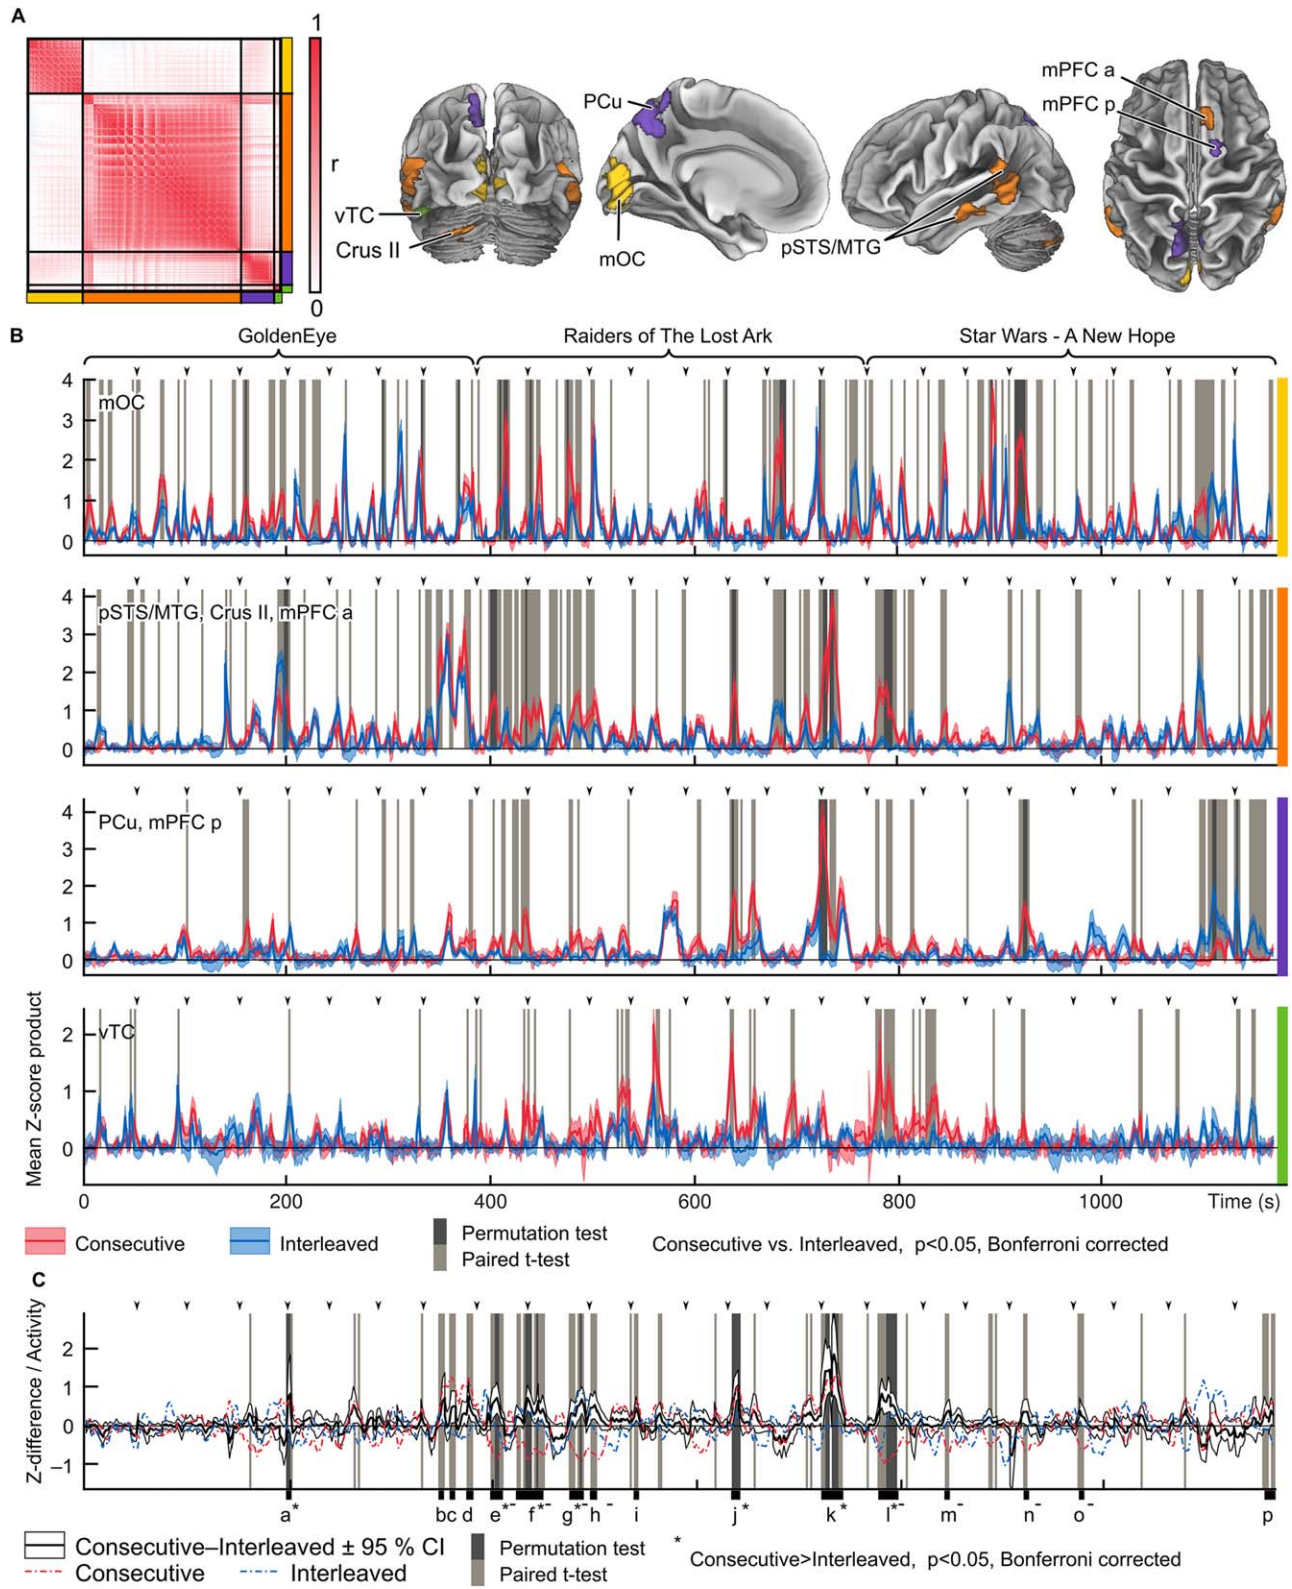 A
1
r
0
vTC
Crus II
PCu
mOC
pSTS/MTG
mPFC a
mPFC p
B
GoldenEye
Raiders of The Lost Ark
Star Wars - A New Hope
4
mOC
3
2
1
0
4
pSTS/MTG, Crus II, mPFC a
3
2
1
0
4
PCu, mPFC p
3
2
1
0
Mean Z-score product
2
vTC
1
0
0 200 400 600 800 1000 Time (s)
Consecutive
Interleaved
Permutation test
Paired t-test
Consecutive vs. Interleaved, p<0.05, Bonferroni corrected
C
Z-difference / Activity
2
1
0
–1
a* b c d e*- f*- g*- h- i j* k* l*- m- n- o- p
Consecutive–Interleaved ± 95 % CI
Consecutive
Interleaved
Permutation test
Paired t-test
* Consecutive>Interleaved, p<0.05, Bonferroni corrected